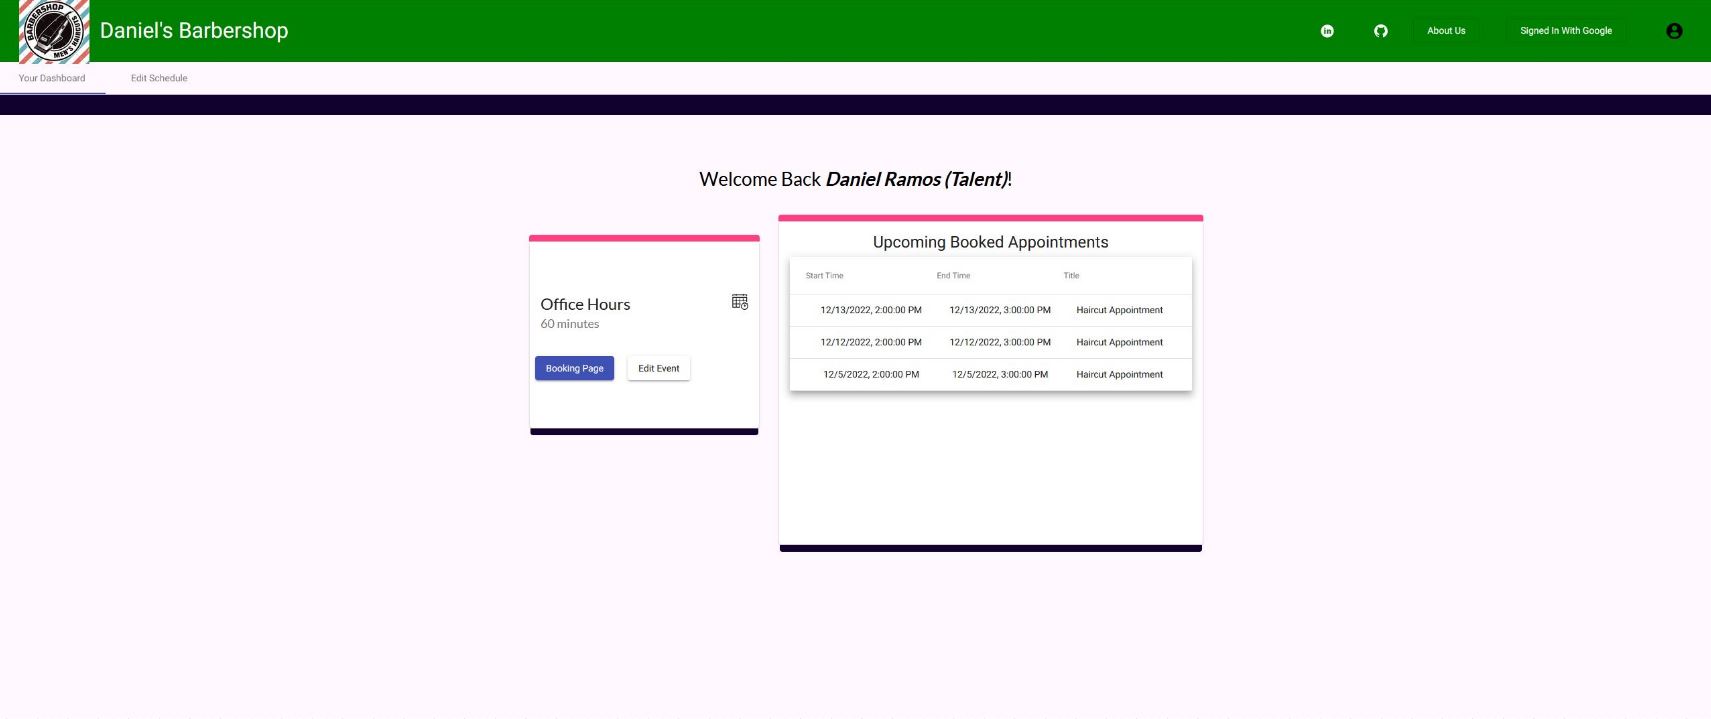 BARBERSHOP
MEN'S HAIRCUTS
Daniel's Barbershop
in
About Us
Signed In With Google
Your Dashboard
Edit Schedule
Welcome Back Daniel Ramos (Talent)!
Office Hours
60 minutes
Booking Page
Edit Event
Upcoming Booked Appointments
Start Time End Time Title
12/13/2022, 2:00:00 PM 12/13/2022, 3:00:00 PM Haircut Appointment
12/12/2022, 2:00:00 PM 12/12/2022, 3:00:00 PM Haircut Appointment
12/5/2022, 2:00:00 PM 12/5/2022, 3:00:00 PM Haircut Appointment